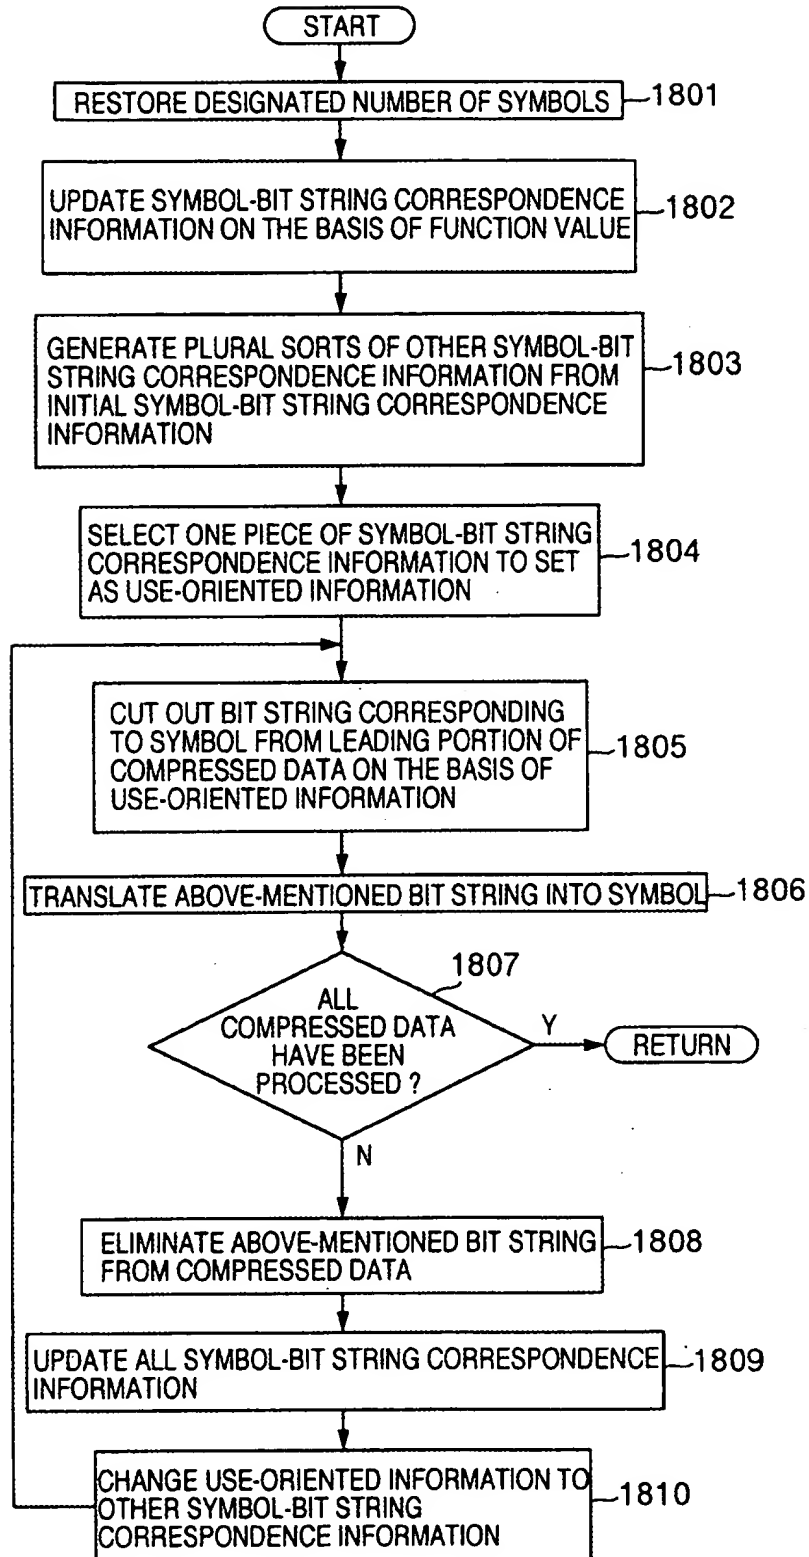 START
RESTORE DESIGNATED NUMBER OF SYMBOLS
1801
UPDATE SYMBOL-BIT STRING CORRESPONDENCE
INFORMATION ON THE BASIS OF FUNCTION VALUE
1802
GENERATE PLURAL SORTS OF OTHER SYMBOL-BIT
STRING CORRESPONDENCE INFORMATION FROM
INITIAL SYMBOL-BIT STRING CORRESPONDENCE
INFORMATION
1803
SELECT ONE PIECE OF SYMBOL-BIT STRING
CORRESPONDENCE INFORMATION TO SET
AS USE-ORIENTED INFORMATION
1804
CUT OUT BIT STRING CORRESPONDING
TO SYMBOL FROM LEADING PORTION OF
COMPRESSED DATA ON THE BASIS OF
USE-ORIENTED INFORMATION
1805
TRANSLATE ABOVE-MENTIONED BIT STRING INTO SYMBOL
1806
1807
ALL
COMPRESSED DATA
HAVE BEEN
PROCESSED ?
Y
RETURN
N
ELIMINATE ABOVE-MENTIONED BIT STRING
FROM COMPRESSED DATA
1808
UPDATE ALL SYMBOL-BIT STRING CORRESPONDENCE
INFORMATION
1809
CHANGE USE-ORIENTED INFORMATION TO
OTHER SYMBOL-BIT STRING
CORRESPONDENCE INFORMATION
1810